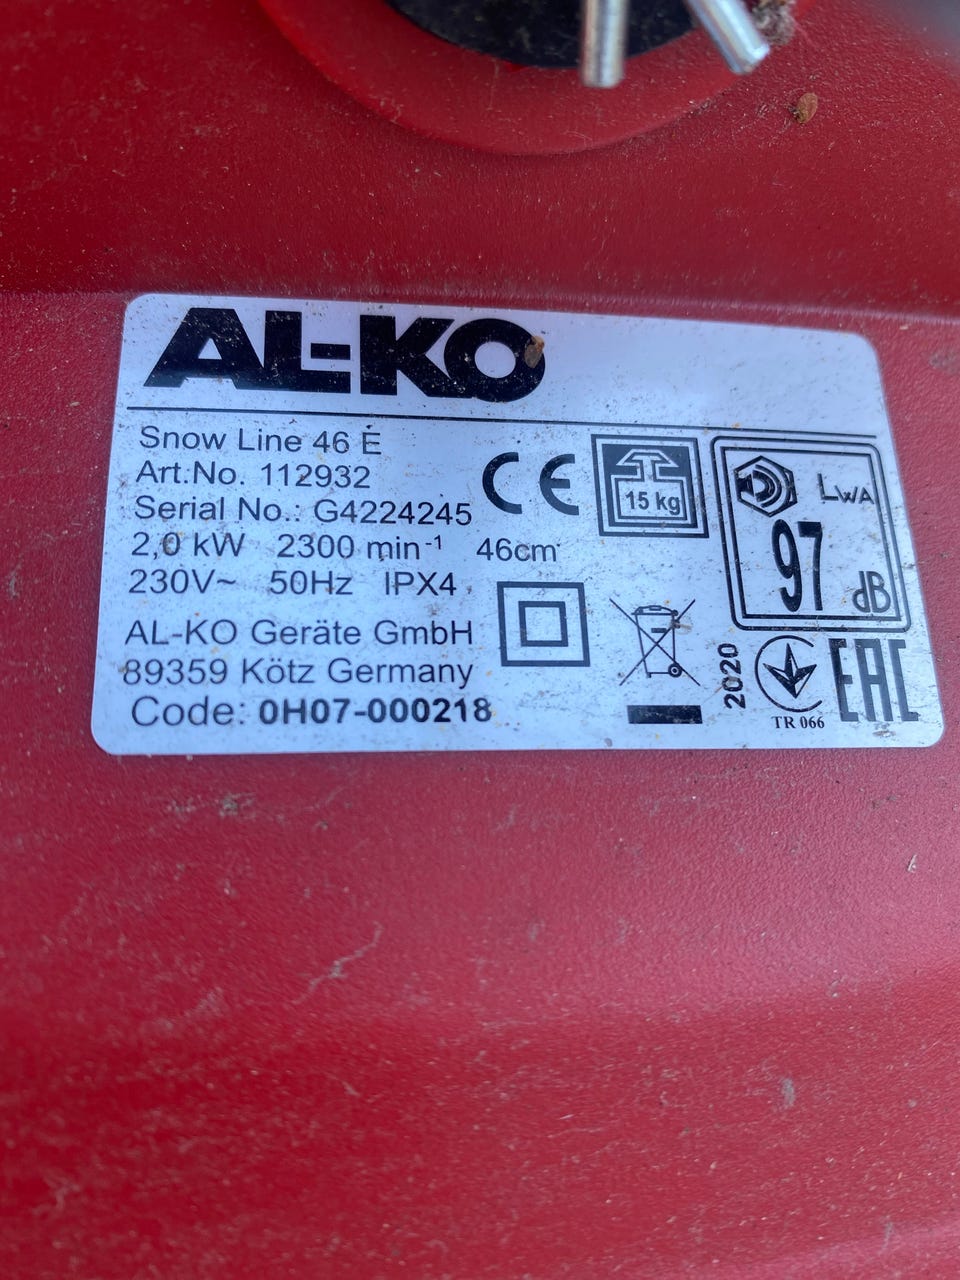 AL-KO
Snow Line 46 E
Art.No. 112932
Serial No.: G4224245
2,0 kW 2300 min-¹ 46cm
230V~ 50Hz IPX4
AL-KO Geräte GmbH
89359 Kötz Germany
Code: 0H07-000218
CE
15 kg
LWA
97
dB
2020
TR 066
EAC